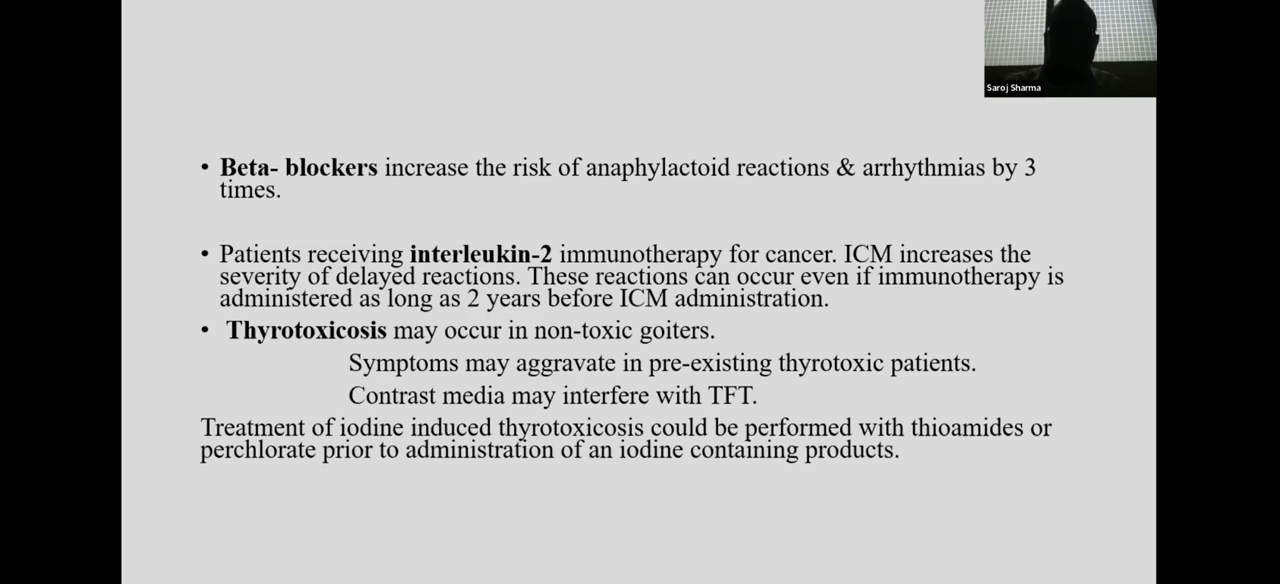 Saroj Sharma
• Beta- blockers increase the risk of anaphylactoid reactions & arrhythmias by 3
times.
• Patients receiving interleukin-2 immunotherapy for cancer. ICM increases the
severity of delayed reactions. These reactions can occur even if immunotherapy is
administered as long as 2 years before ICM administration.
• Thyrotoxicosis may occur in non-toxic goiters.
Symptoms may aggravate in pre-existing thyrotoxic patients.
Contrast media may interfere with TFT.
Treatment of iodine induced thyrotoxicosis could be performed with thioamides or
perchlorate prior to administration of an iodine containing products.